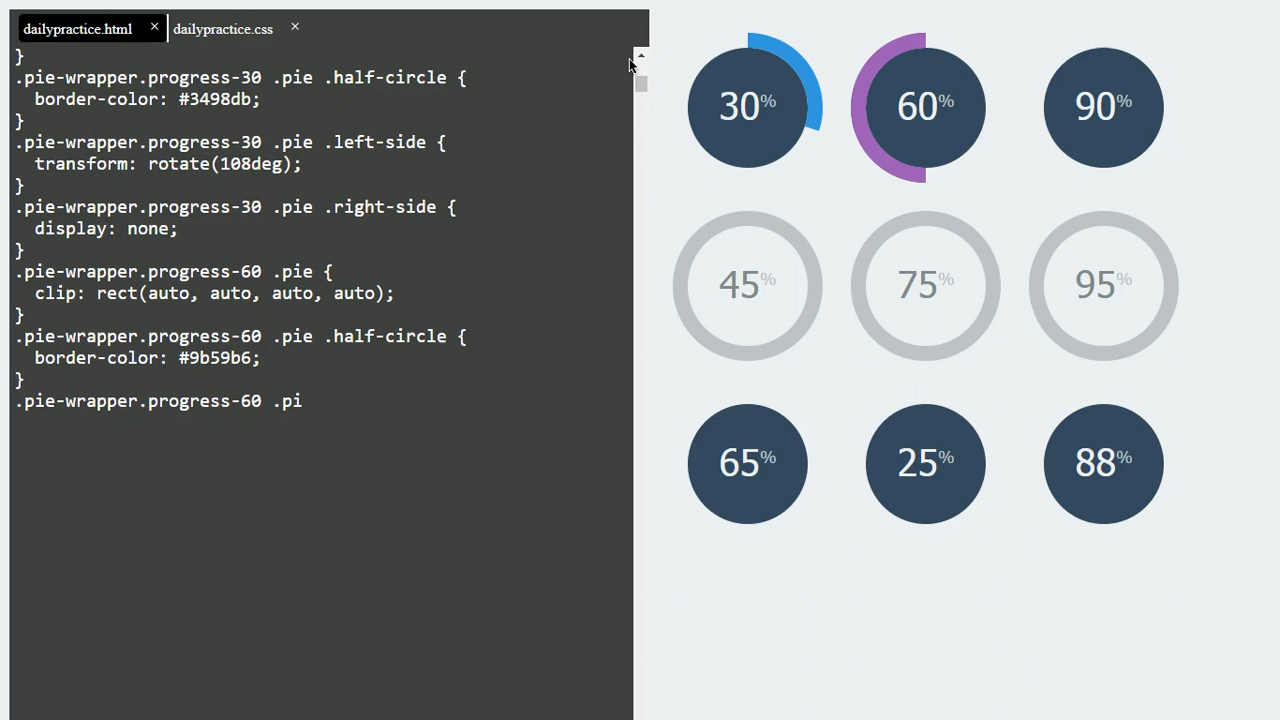 dailypractice.html × dailypractice.css ×
}
.pie-wrapper.progress-30 .pie .half-circle {
border-color: #3498db;
}
.pie-wrapper.progress-30 .pie .left-side {
transform: rotate(108deg);
}
.pie-wrapper.progress-30 .pie .right-side {
display: none;
}
.pie-wrapper.progress-60 .pie {
clip: rect(auto, auto, auto, auto);
}
.pie-wrapper.progress-60 .pie .half-circle {
border-color: #9b59b6;
}
.pie-wrapper.progress-60 .pi
30% 60% 90%
45% 75% 95%
65% 25% 88%